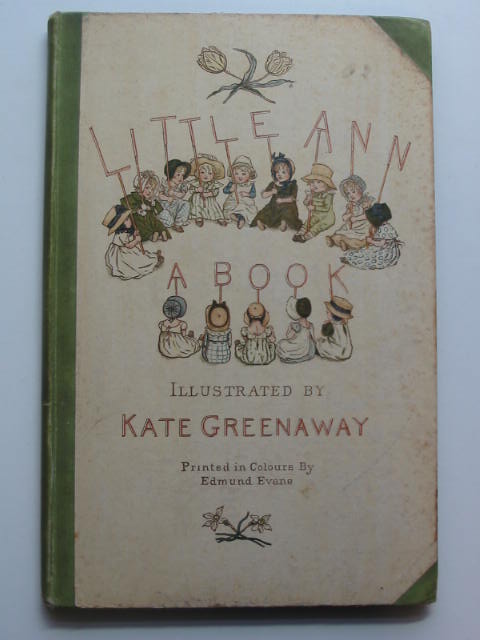 LITTLE ANN
A BOOK
ILLUSTRATED BY
KATE GREENAWAY
Printed in Colours By
Edmund Evans